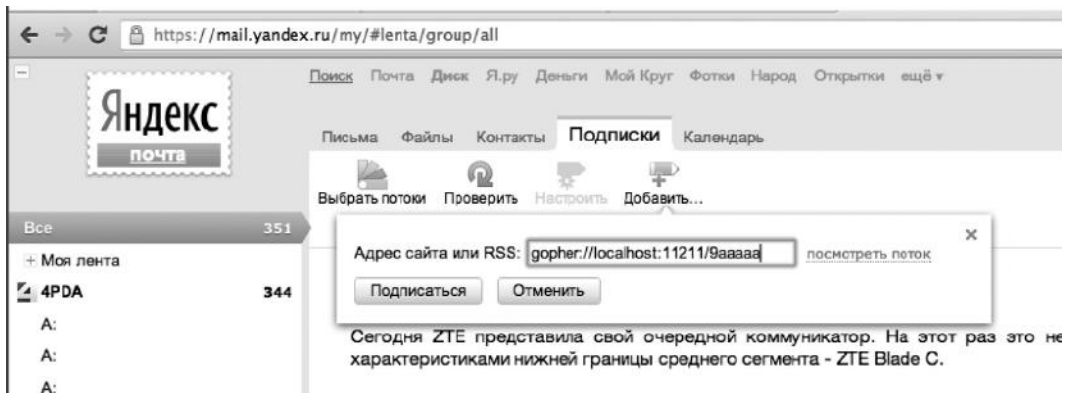 https://mail.yandex.ru/my/#lenta/group/all
Поиск Почта Диск Я.ру Деньги Мой Круг Фотки Народ Открытки ещё
Яндекс
почта
Письма Файлы Контакты Подписки Календарь
Выбрать потоки Проверить Настроить Добавить...
Все 351
Адрес сайта или RSS: gopher://localhost:11211/9aaaaa посмотреть поток
+ Моя лента
Подписаться Отменить
4PDA 344
A:
Сегодня ZTE представила свой очередной коммуникатор. На этот раз это не
A:
характеристиками нижней границы среднего сегмента - ZTE Blade C.
A: